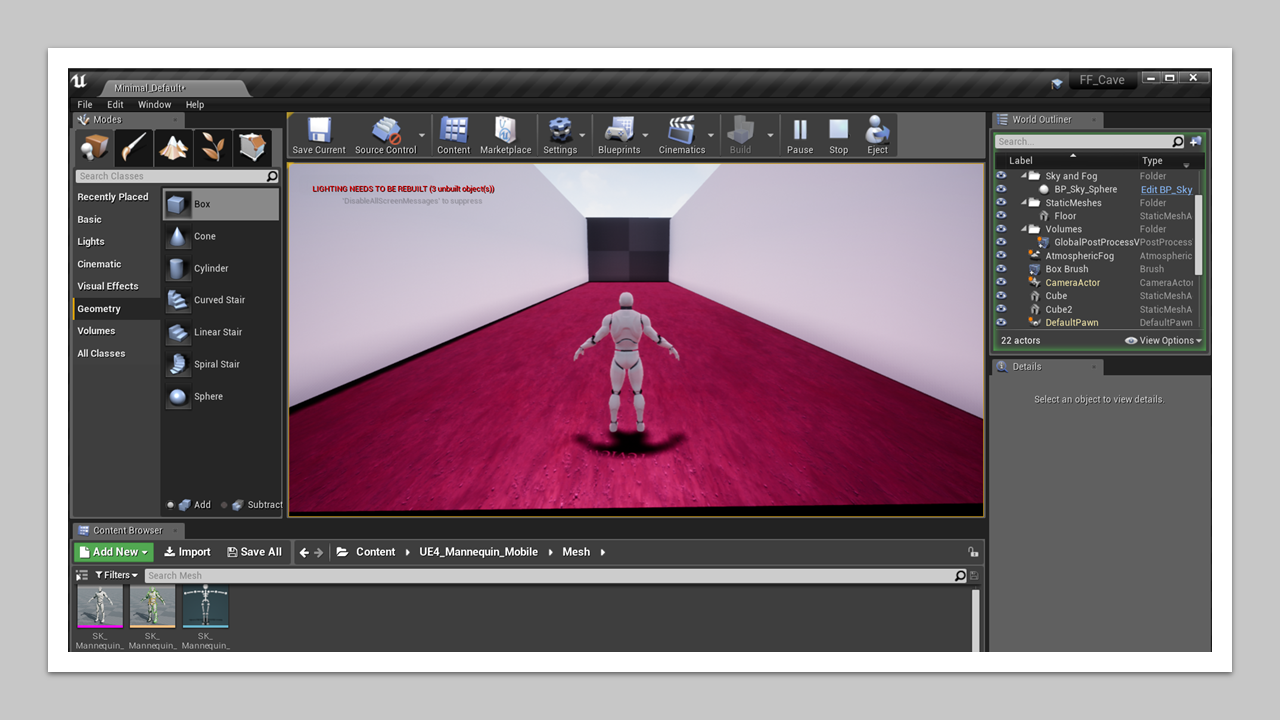 Minimal_Default*
FF_Cave
File Edit Window Help
Modes
Search Classes
Recently Placed
Basic
Lights
Cinematic
Visual Effects
Geometry
Volumes
All Classes
Box
Cone
Cylinder
Curved Stair
Linear Stair
Spiral Stair
Sphere
Add Subtract
Save Current Source Control Content Marketplace Settings Blueprints Cinematics Build Pause Stop Eject
LIGHTING NEEDS TO BE REBUILT (3 unbuilt object(s))
'DisableAllScreenMessages' to suppress
World Outliner
Search...
Label Type
Sky and Fog Folder
BP_Sky_Sphere Edit BP_Sky
StaticMeshes Folder
Floor StaticMeshA
Volumes Folder
GlobalPostProcessV PostProcess
AtmosphericFog Atmospheric
Box Brush Brush
CameraActor CameraActor
Cube StaticMeshA
Cube2 StaticMeshA
DefaultPawn DefaultPawn
22 actors View Options
Details
Select an object to view details.
Content Browser
Add New Import Save All Content UE4_Mannequin_Mobile Mesh
Filters Search Mesh
SK_ SK_ SK_
Mannequin_ Mannequin_ Mannequin_